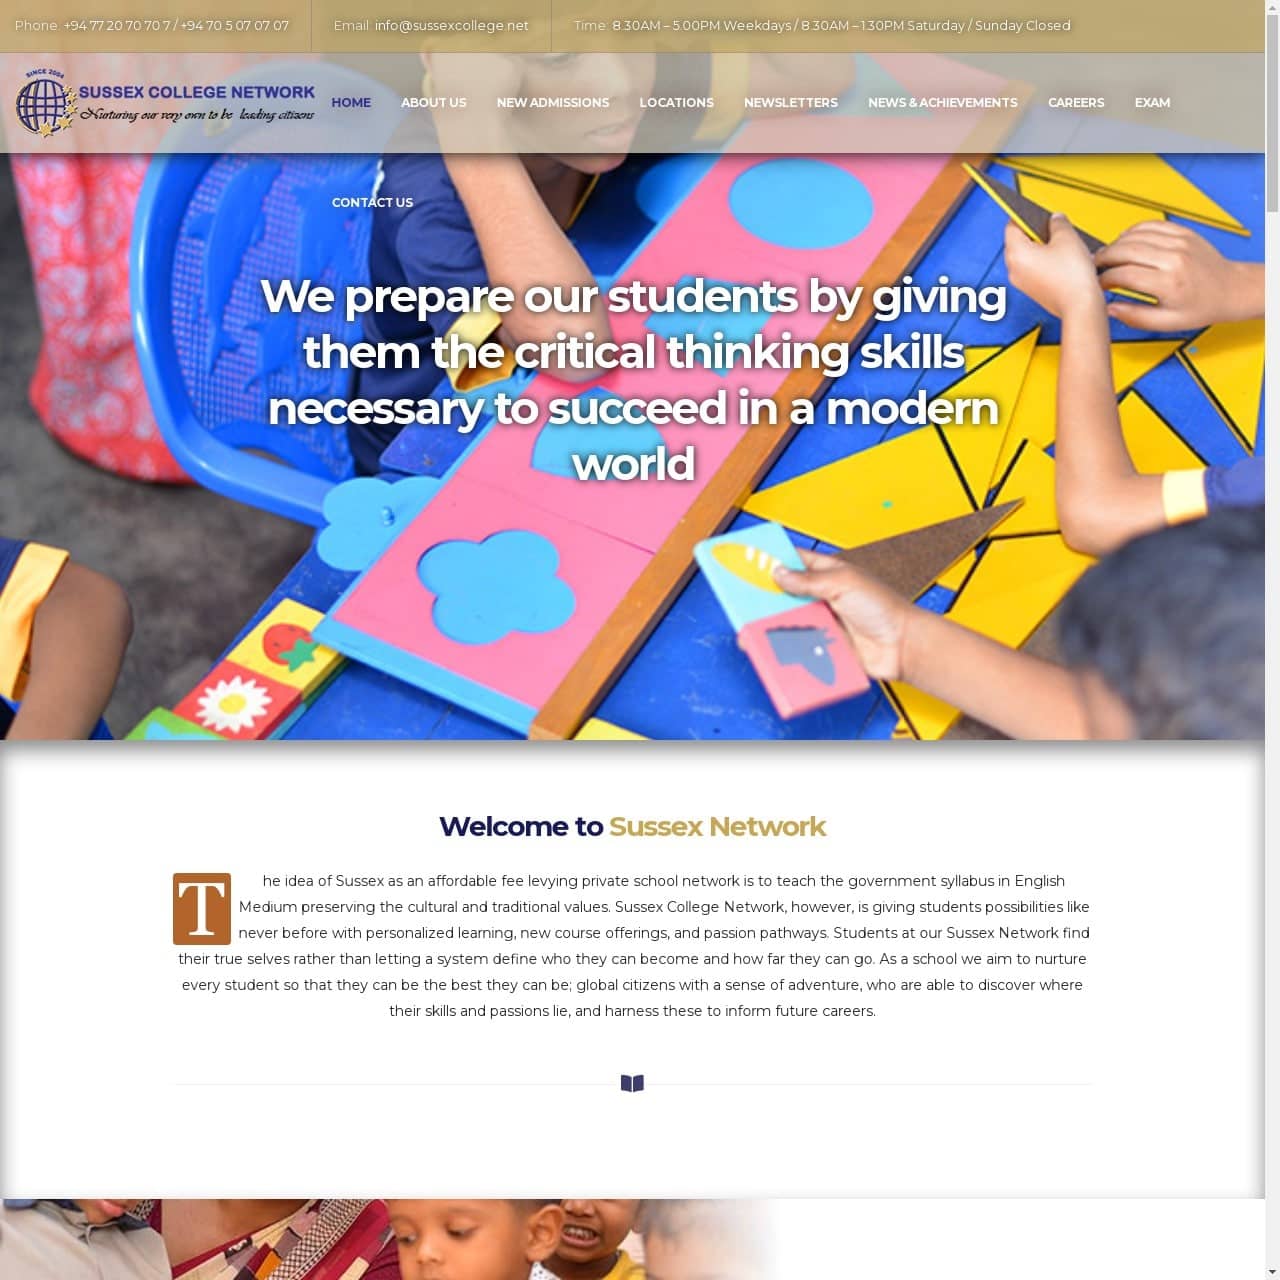 Phone: +94 77 20 70 70 7 / +94 70 5 07 07 07
Email: info@sussexcollege.net
Time: 8.30AM – 5.00PM Weekdays / 8.30AM – 1.30PM Saturday / Sunday Closed
SINCE 2004
SUSSEX COLLEGE NETWORK
Nurturing our very own to be leading citizens
HOME
ABOUT US
NEW ADMISSIONS
LOCATIONS
NEWSLETTERS
NEWS & ACHIEVEMENTS
CAREERS
EXAM
CONTACT US
We prepare our students by giving
them the critical thinking skills
necessary to succeed in a modern
world
Welcome to Sussex Network
The idea of Sussex as an affordable fee levying private school network is to teach the government syllabus in English
Medium preserving the cultural and traditional values. Sussex College Network, however, is giving students possibilities like
never before with personalized learning, new course offerings, and passion pathways. Students at our Sussex Network find
their true selves rather than letting a system define who they can become and how far they can go. As a school we aim to nurture
every student so that they can be the best they can be; global citizens with a sense of adventure, who are able to discover where
their skills and passions lie, and harness these to inform future careers.